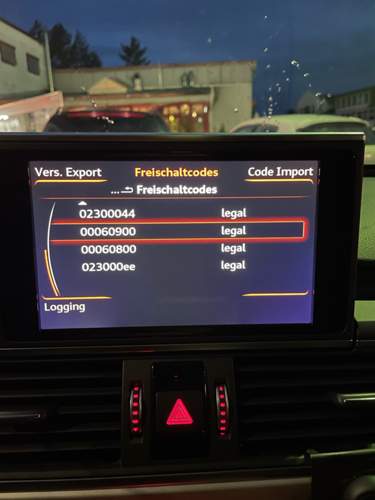 Vers. Export Freischaltcodes Code Import
... Freischaltcodes
02300044 legal
00060900 legal
00060800 legal
023000ee legal
Logging